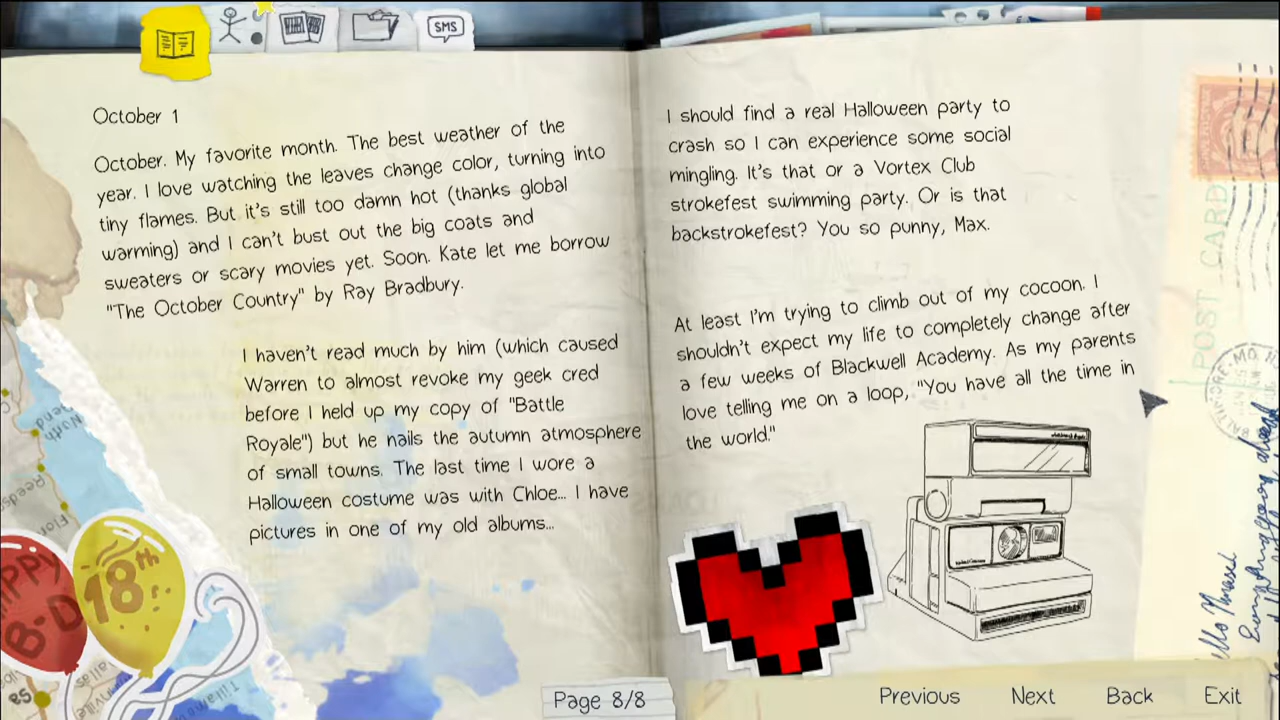 SMS
October 1
October. My favorite month. The best weather of the
year. I love watching the leaves change color, turning into
tiny flames. But it's still too damn hot (thanks global
warming) and I can't bust out the big coats and
sweaters or scary movies yet. Soon. Kate let me borrow
"The October Country" by Ray Bradbury.
I haven't read much by him (which caused
Warren to almost revoke my geek cred
before I held up my copy of "Battle
Royale") but he nails the autumn atmosphere
of small towns. The last time I wore a
Halloween costume was with Chloe... I have
pictures in one of my old albums...
I should find a real Halloween party to
crash so I can experience some social
mingling. It's that or a Vortex Club
strokefest swimming party. Or is that
backstrokefest? You so punny, Max.
At least I'm trying to climb out of my cocoon. I
shouldn't expect my life to completely change after
a few weeks of Blackwell Academy. As my parents
love telling me on a loop, "You have all the time in
the world."
POST CARD
North Bend
18th
Page 8/8
Previous Next Back Exit